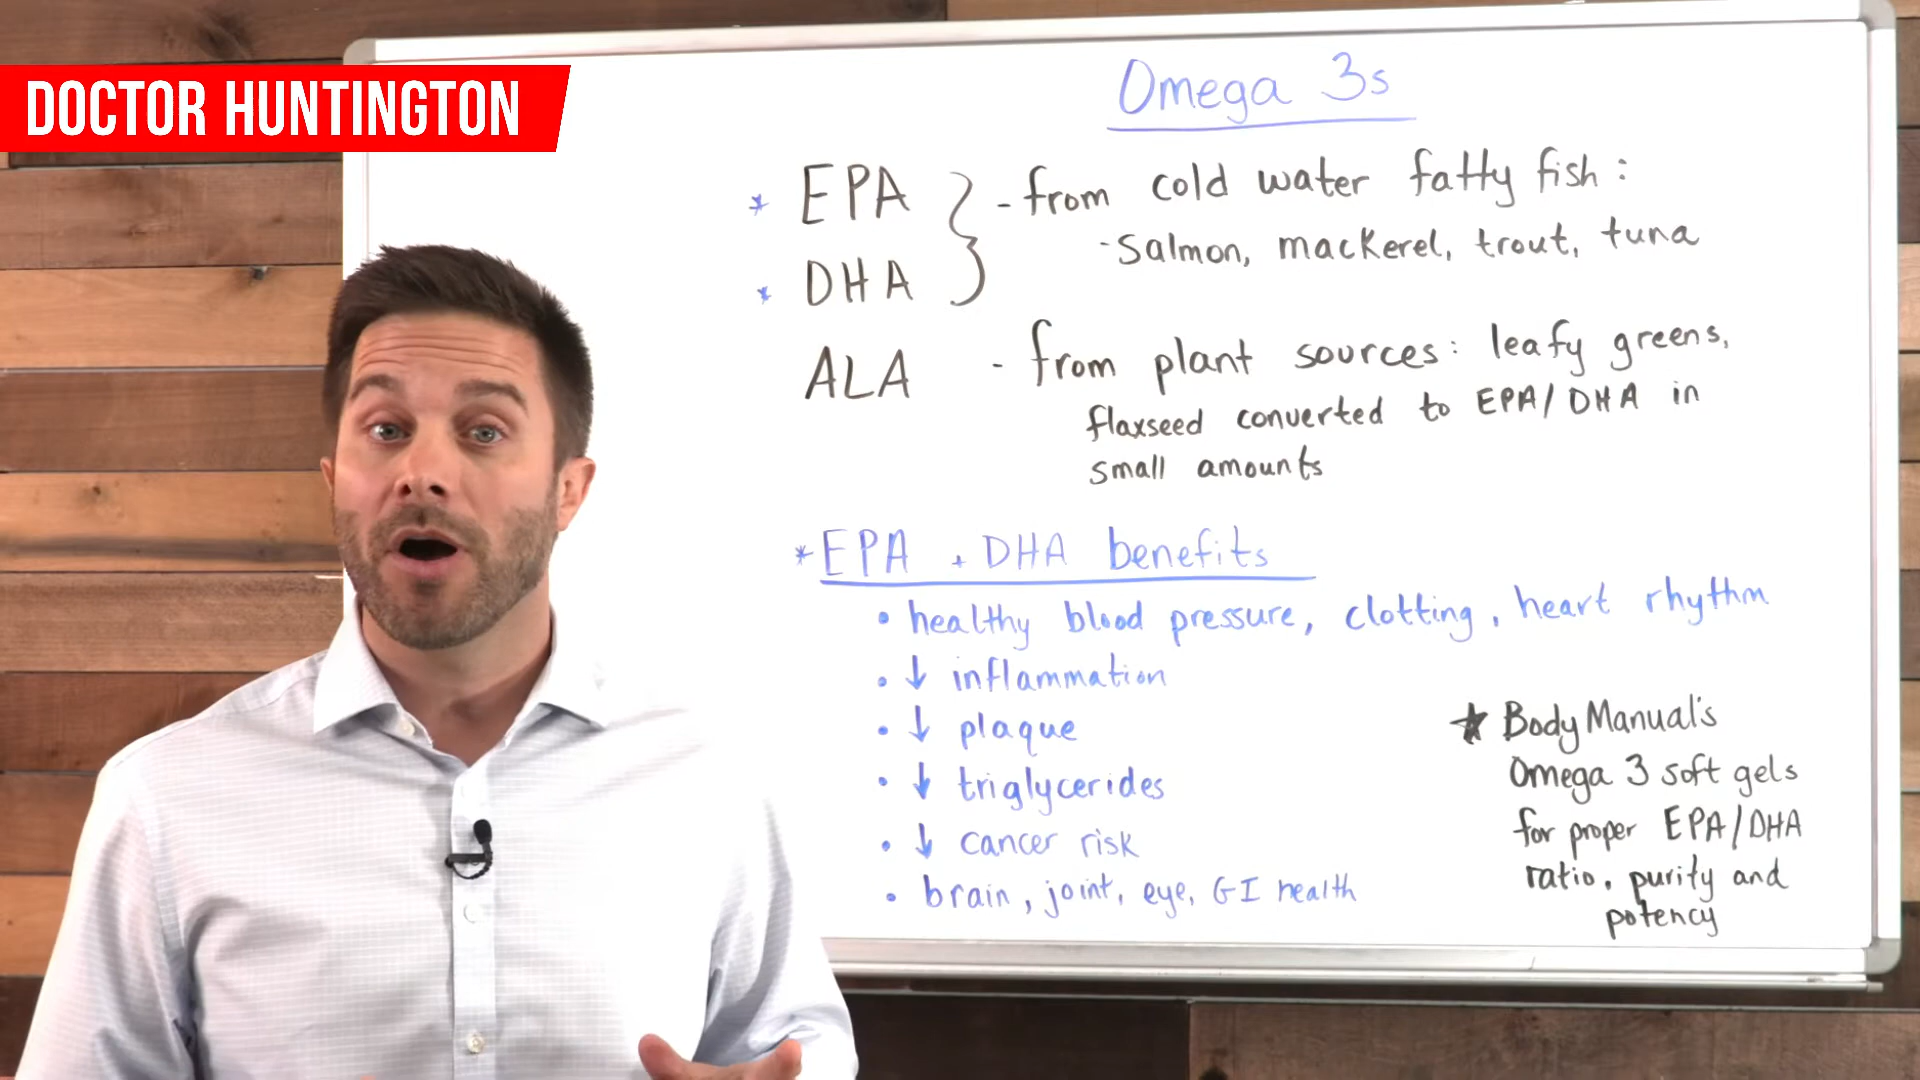 DOCTOR HUNTINGTON
Omega 3s
* EPA } - from cold water fatty fish:
- Salmon, mackerel, trout, tuna
* DHA
ALA - from plant sources: leafy greens,
flaxseed converted to EPA/DHA in
small amounts
* EPA + DHA benefits
• healthy blood pressure, clotting, heart rhythm
• ↓ inflammation
• ↓ plaque
• ↓ triglycerides
• ↓ cancer risk
• brain, joint, eye, GI health
★ Body Manual's
Omega 3 soft gels
for proper EPA/DHA
ratio, purity and
potency